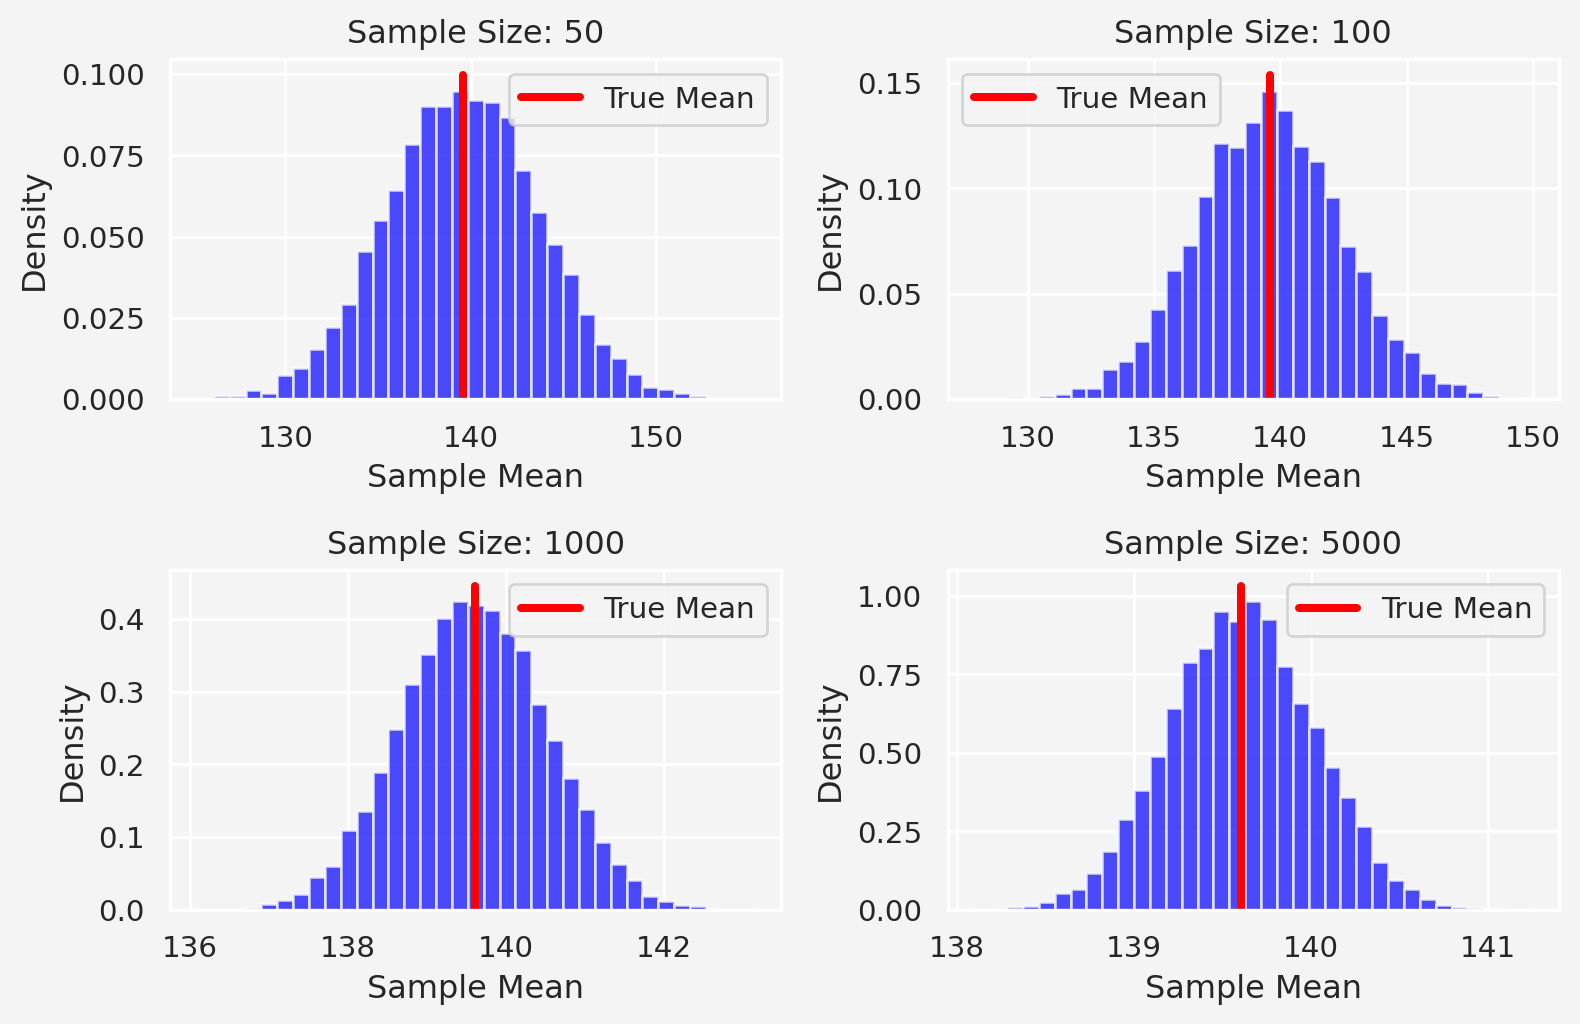 Sample Size: 50
0.100
0.075
0.050
0.025
0.000
Density
True Mean
130 140 150
Sample Mean
Sample Size: 100
0.15
0.10
0.05
0.00
Density
True Mean
130 135 140 145 150
Sample Mean
Sample Size: 1000
0.4
0.3
0.2
0.1
0.0
Density
True Mean
136 138 140 142
Sample Mean
Sample Size: 5000
1.00
0.75
0.50
0.25
0.00
Density
True Mean
138 139 140 141
Sample Mean